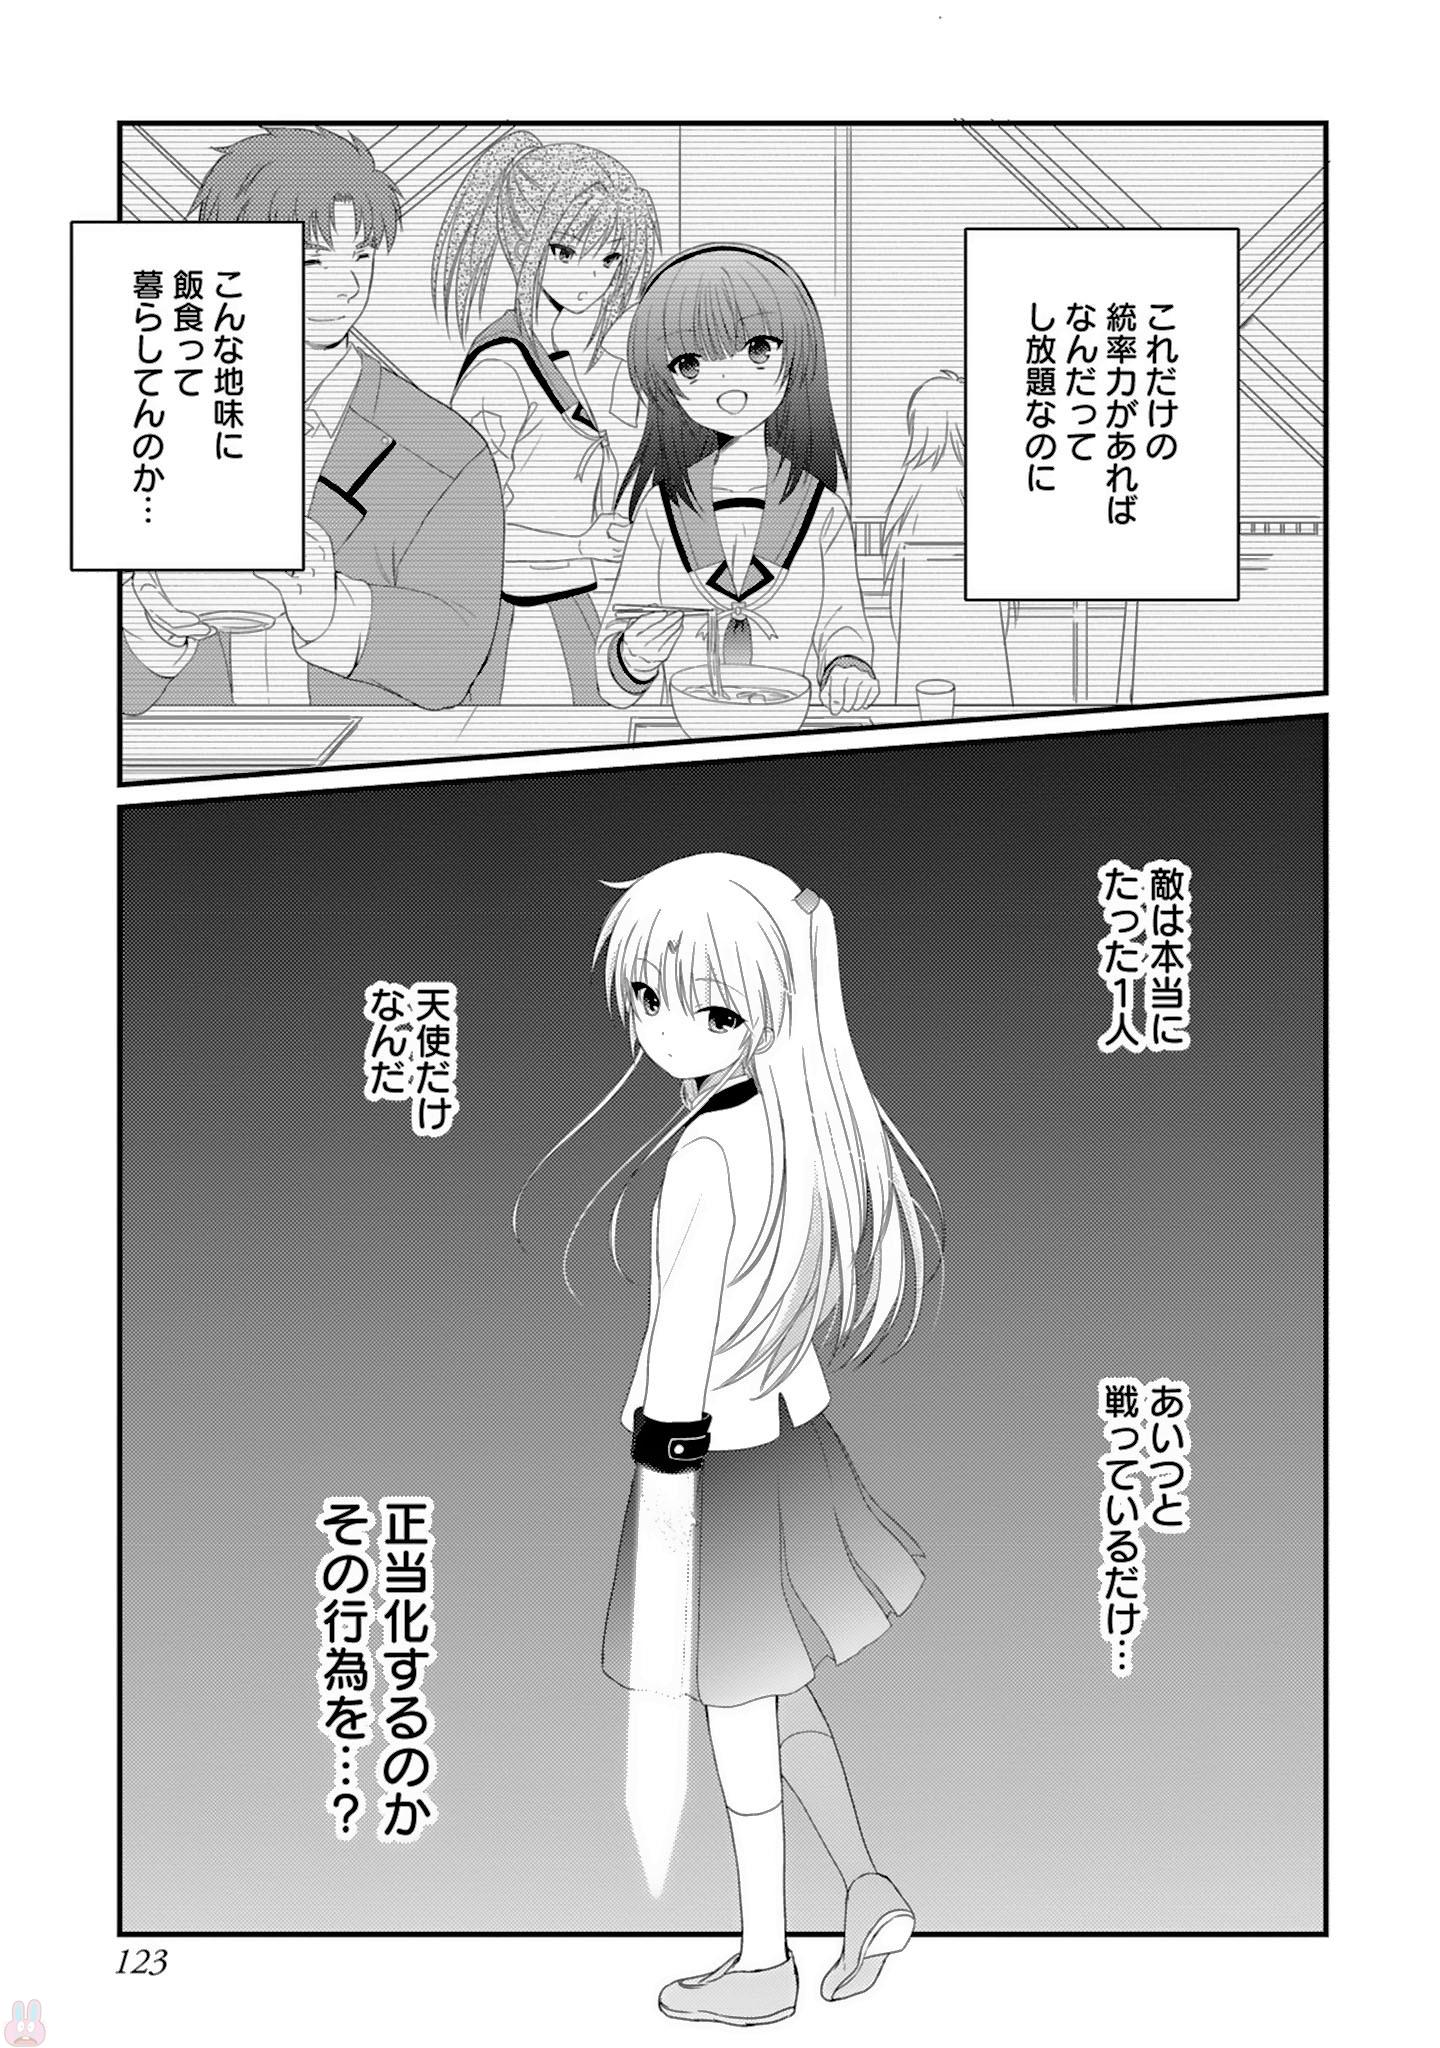 これだけの
統率力があれば
なんだって
し放題なのに
こんな地味に
飯食って
暮らしてんのか…
敵は本当に
たった1人
天使だけ
なんだ
あいつと
戦っているだけ…
正当化するのか
その行為を…?
123